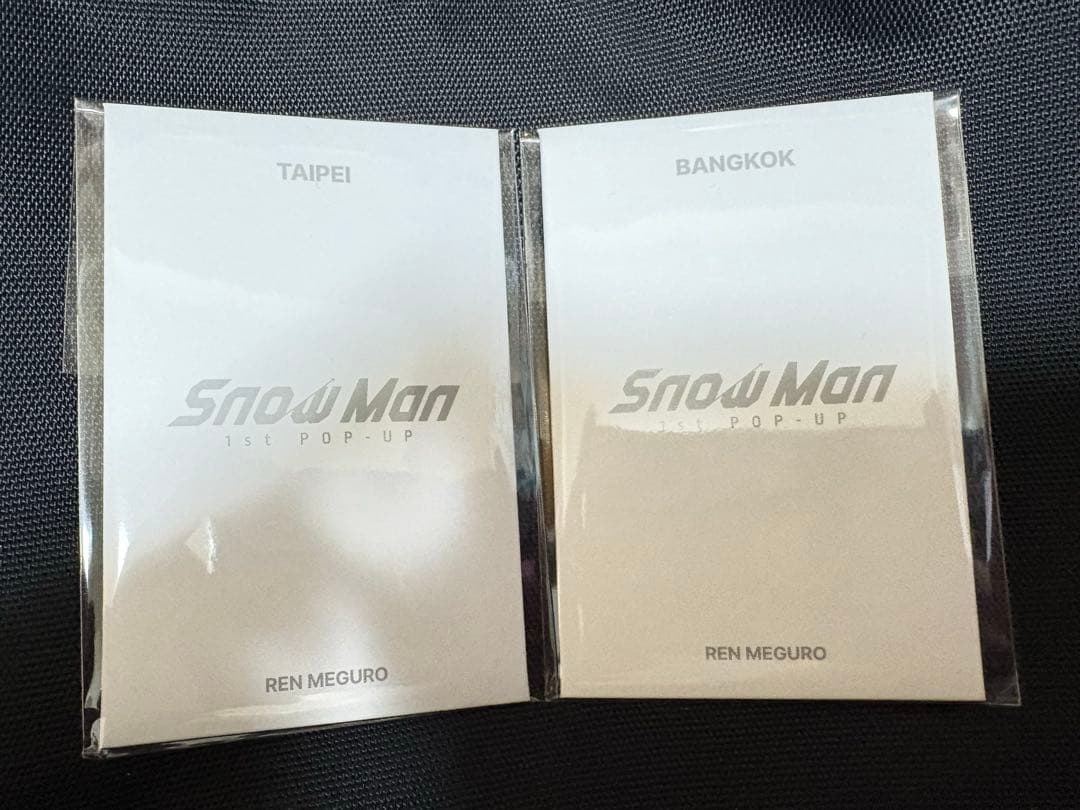 TAIPEI
Snow Man
1st POP-UP
REN MEGURO
BANGKOK
Snow Man
1st POP-UP
REN MEGURO